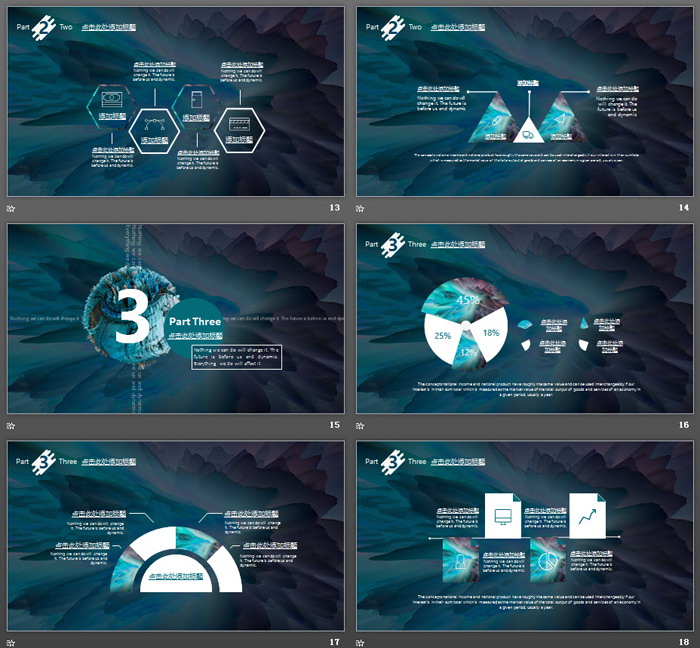 Part 2 Two 点击此处添加标题
点击此处添加标题
Nothing we can do will
change it. The future is
before us and dynamic.
点击此处添加标题
Nothing we can do will
change it. The future is
before us and dynamic.
添加标题
添加标题
添加标题
添加标题
点击此处添加标题
Nothing we can do will
change it. The future is
before us and dynamic.
点击此处添加标题
Nothing we can do will
change it. The future is
before us and dynamic.
13
Part 2 Two 点击此处添加标题
点击此处添加标题
Nothing we can do will
change it. The future is
before us and dynamic
添加标题
点击此处添加标题
Nothing we can do will
change it. The future is
before us and
dynamic
添加标题
添加标题
14
3
Part Three
点击此处添加标题
Nothing we can do will change it. The
future is before us and dynamic.
Everything we do will affect it.
15
Part 3 Three 点击此处添加标题
45%
25%
18%
12%
点击此处添
加标题
点击此处添
加标题
点击此处添
加标题
点击此处添
加标题
The concepts national income and national product have roughly the same value and can be used interchangeably if our
interest is in their sum total which is measured as the market value of the total output of goods and services of an economy in
a given period, usually a year.
16
Part 3 Three 点击此处添加标题
点击此处添加标题
Nothing we can do will change
it. The future is before us and
dynamic.
点击此处添加标题
Nothing we can do will change
it. The future is before us and
dynamic.
点击此处添加标题
Nothing we can do will change
it. The future is before us and
dynamic.
点击此处添加标题
Nothing we can do will change
it. The future is before us and
dynamic.
点击此处添加标题
17
Part 3 Three 点击此处添加标题
点击此处添加标题
Nothing we can do will
change it. The future is
before us and dynamic.
点击此处添加标题
Nothing we can do will
change it. The future is
before us and dynamic.
点击此处添加标题
Nothing we can do will
change it. The future is
before us and dynamic.
点击此处添加标题
Nothing we can do will
change it. The future is
before us and dynamic.
The concepts national income and national product have roughly the same value and can be used interchangeably if our
interest is in their sum total which is measured as the market value of the total output of goods and services of an economy in
a given period, usually a year.
18